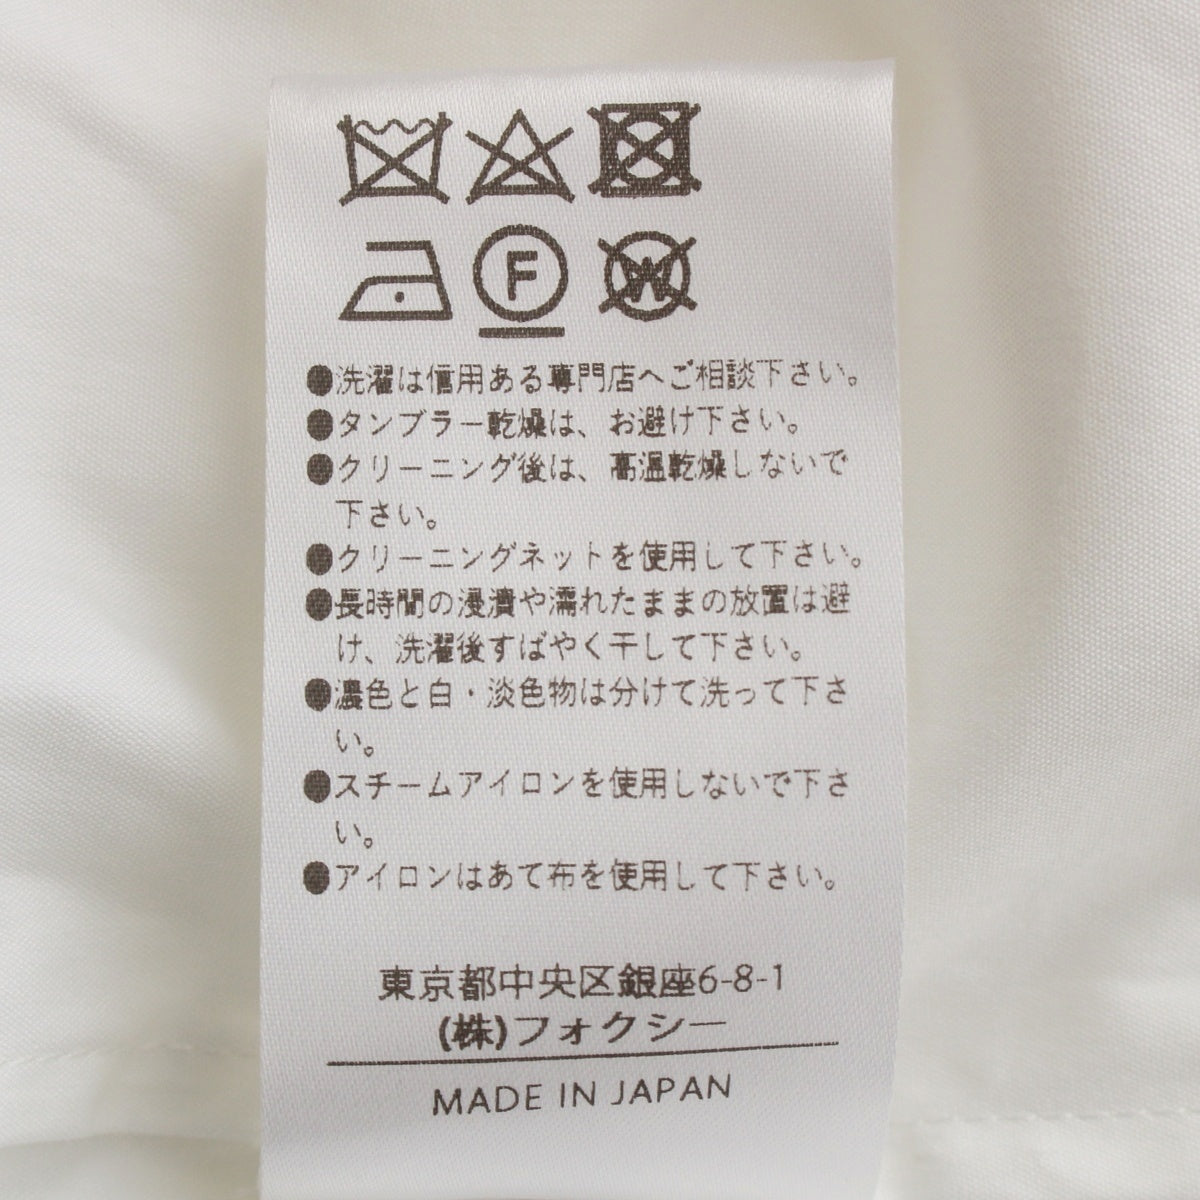 F
W
●洗濯は信用ある専門店へご相談下さい。
●タンブラー乾燥は、お避け下さい。
●クリーニング後は、高温乾燥しないで
下さい。
●クリーニングネットを使用して下さい。
●長時間の浸漬や濡れたままの放置は避
け、洗濯後すばやく干して下さい。
●濃色と白・淡色物は分けて洗って下さ
い。
●スチームアイロンを使用しないで下さ
い。
●アイロンはあて布を使用して下さい。
東京都中央区銀座6-8-1
(株)フォクシー
MADE IN JAPAN